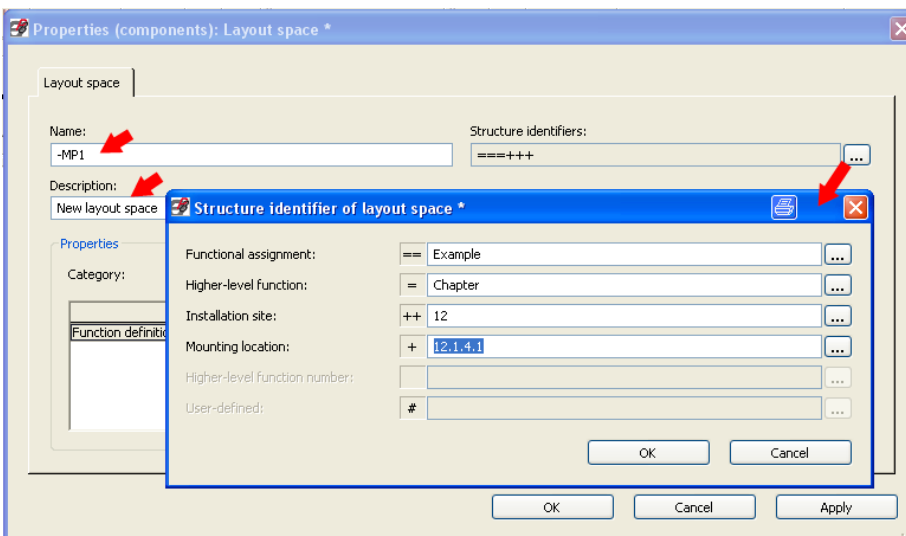 Properties (components): Layout space *
Layout space
Name:
Structure identifiers:
-MP1
===+++
...
Description:
New layout space
Structure identifier of layout space *
Properties
Category:
Function definitio
Functional assignment:
== Example ...
Higher-level function:
= Chapter ...
Installation site:
++ 12 ...
Mounting location:
+ 12.1.4.1 ...
Higher-level function number:
...
User-defined:
# ...
OK Cancel
OK Cancel Apply